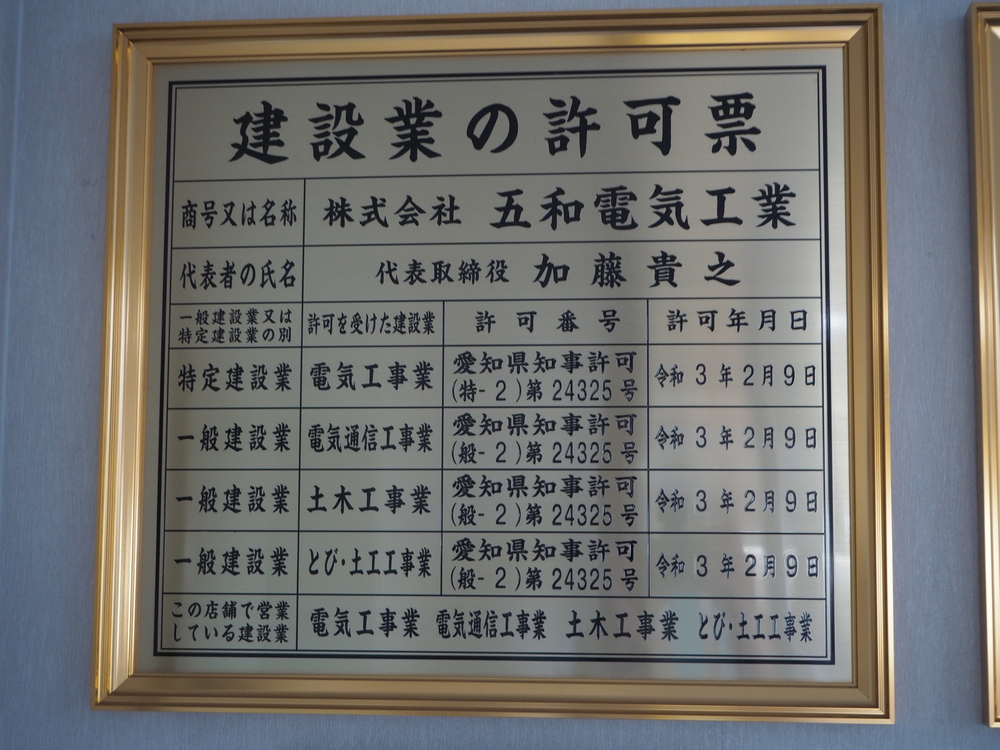 建設業の許可票
商号又は名称 株式会社 五和電気工業
代表者の氏名 代表取締役 加藤貴之
一般建設業又は
特定建設業の別
許可を受けた建設業
許可番号
許可年月日
特定建設業 電気工事業
愛知県知事許可
(特-2)第24325号
令和3年2月9日
一般建設業 電気通信工事業
愛知県知事許可
(般-2)第24325号
令和3年2月9日
一般建設業 土木工事業
愛知県知事許可
(般-2)第24325号
令和3年2月9日
一般建設業 とび・土工工事業
愛知県知事許可
(般-2)第24325号
令和3年2月9日
この店舗で営業
している建設業
電気工事業 電気通信工事業 土木工事業 とび・土工工事業